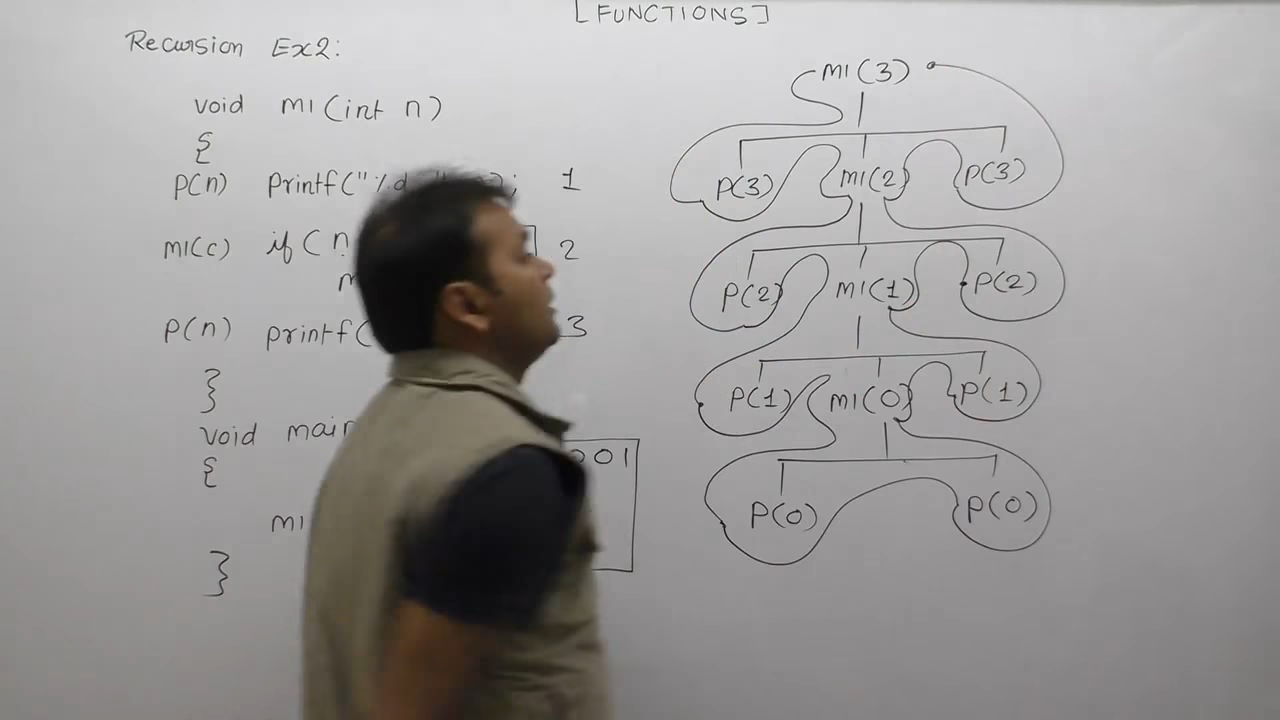 [FUNCTIONS]
Recursion Ex2:
void m1(int n)
{
P(n) printf("%d 1
m1(c) if(n 2
P(n) printf( 3
}
void main
{
001
m1
}
m1(3)
P(3) m1(2) P(3)
P(2) m1(1) P(2)
P(1) m1(0) P(1)
P(0) P(0)